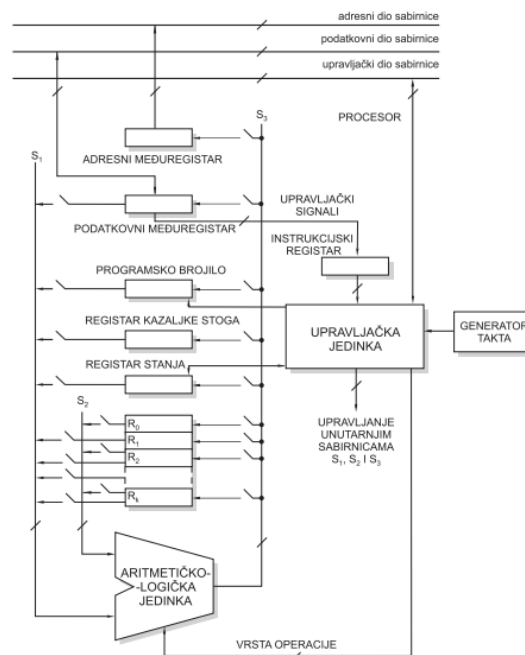 adresni dio sabirnice
podatkovni dio sabirnice
upravljački dio sabirnice
S3
PROCESOR
S1
ADRESNI MEĐUREGISTAR
UPRAVLJAČKI
SIGNALI
PODATKOVNI MEĐUREGISTAR
INSTRUKCIJSKI
REGISTAR
PROGRAMSKO BROJILO
REGISTAR KAZALJKE STOGA
UPRAVLJAČKA
JEDINKA
GENERATOR
TAKTA
REGISTAR STANJA
S2
R0
R1
R2
Rk
UPRAVLJANJE
UNUTARNJIM
SABIRNICAMA
S1, S2 I S3
ARITMETIČKO-
-LOGIČKA
JEDINKA
VRSTA OPERACIJE